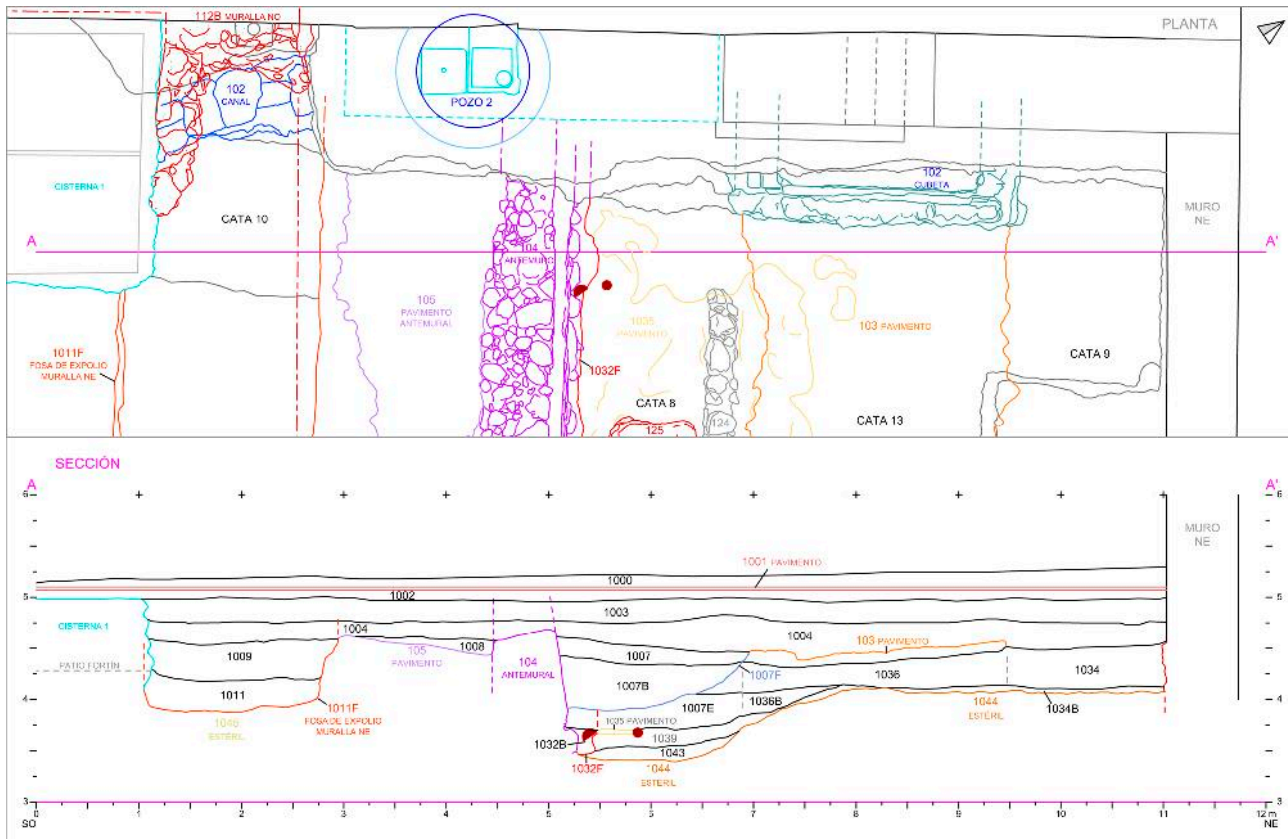 112B MURALLA NO
PLANTA
102
CANAL
POZO 2
CISTERNA 1
CATA 10
102
CUBETA
MURO
NE
A
A'
104
ANTEMURO
105
PAVIMENTO
ANTEMURAL
1035
PAVIMENTO
103 PAVIMENTO
1011F
FOSA DE EXPOLIO
MURALLA NE
1032F
CATA 9
CATA 8
125
124
CATA 13
SECCIÓN
A
A'
6
6
MURO
NE
1001 PAVIMENTO
1000
5
5
1002
1003
CISTERNA 1
1004
1004
103 PAVIMENTO
1009
1008
105
PAVIMENTO
104
ANTEMURAL
1007
1007F
1036
1034
PATIO FORTÍN
1011
1007B
1007E
1036B
4
4
1011F
FOSA DE EXPOLIO
MURALLA NE
ESTÉRIL
1035 PAVIMENTO
1044
ESTÉRIL
1034B
1032B
1039
1043
1032F
1044
ESTÉRIL
3
3
0 1 2 3 4 5 6 7 8 9 10 11 12 m
SO
NE